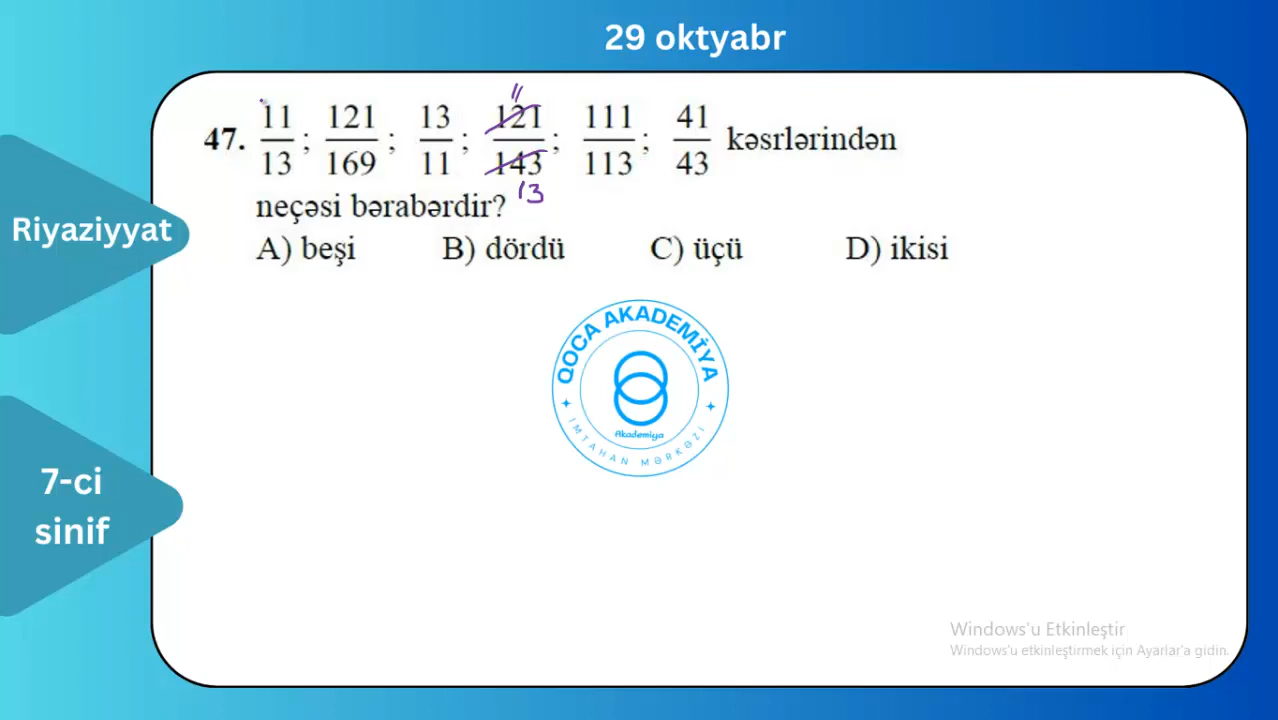 29 oktyabr
Riyaziyyat
7-ci
sinif
47. 11/13; 121/169; 13/11; 121/143; 111/113; 41/43 kəsrlərindən
11
13
neçəsi bərabərdir?
A) beşi B) dördü C) üçü D) ikisi
QOCA AKADEMİYA
Akademiya
İMTAHAN MƏRKƏZİ
Windows'u Etkinleştir
Windows'u etkinleştirmek için Ayarlar'a gidin.